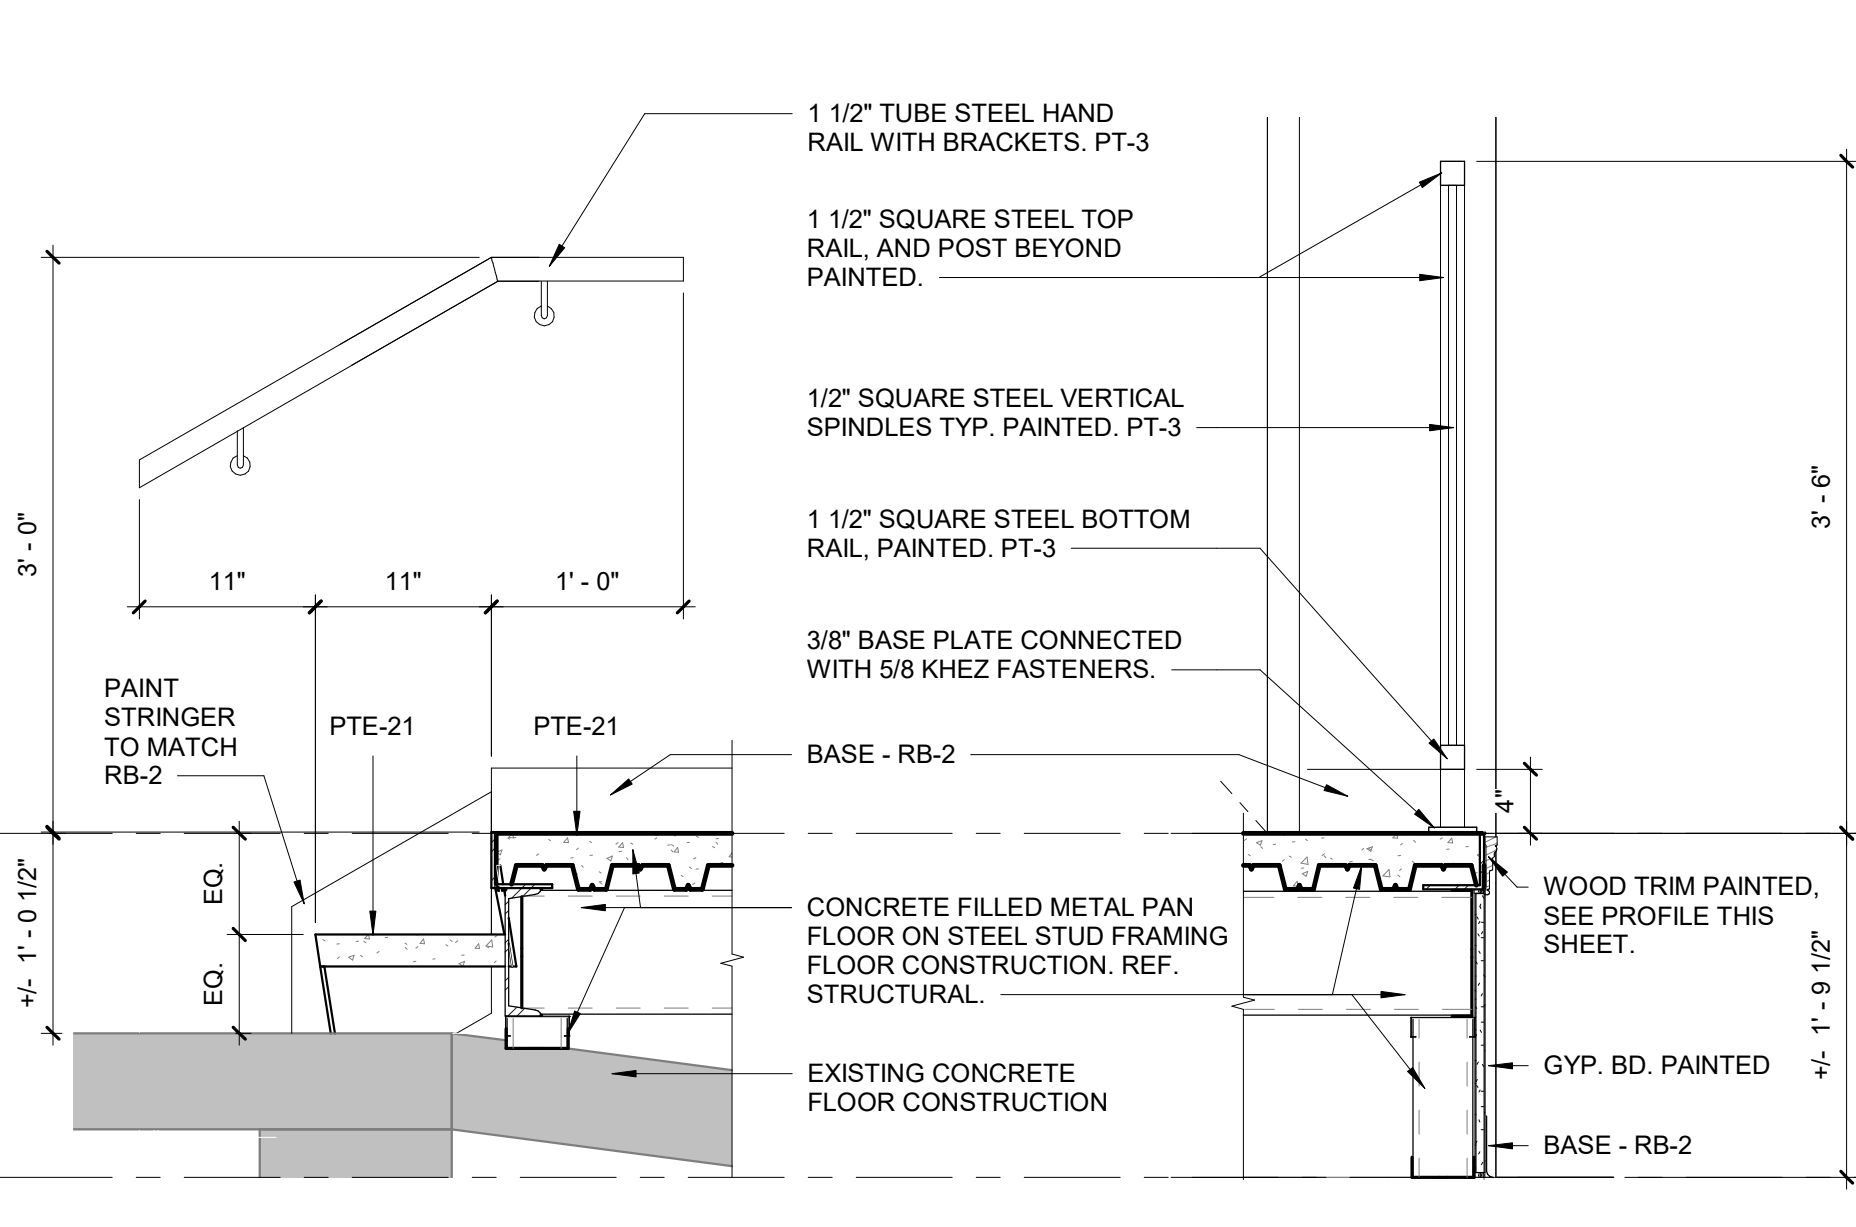 1 1/2" TUBE STEEL HAND
RAIL WITH BRACKETS. PT-3
1 1/2" SQUARE STEEL TOP
RAIL, AND POST BEYOND
PAINTED.
1/2" SQUARE STEEL VERTICAL
SPINDLES TYP. PAINTED. PT-3
1 1/2" SQUARE STEEL BOTTOM
RAIL, PAINTED. PT-3
3/8" BASE PLATE CONNECTED
WITH 5/8 KHEZ FASTENERS.
BASE - RB-2
CONCRETE FILLED METAL PAN
FLOOR ON STEEL STUD FRAMING
FLOOR CONSTRUCTION. REF.
STRUCTURAL.
EXISTING CONCRETE
FLOOR CONSTRUCTION
3' - 0"
11"
11"
1' - 0"
PAINT
STRINGER
TO MATCH
RB-2
PTE-21
PTE-21
+/- 1' - 0 1/2"
EQ.
EQ.
3' - 6"
4"
WOOD TRIM PAINTED,
SEE PROFILE THIS
SHEET.
+/- 1' - 9 1/2"
GYP. BD. PAINTED
BASE - RB-2